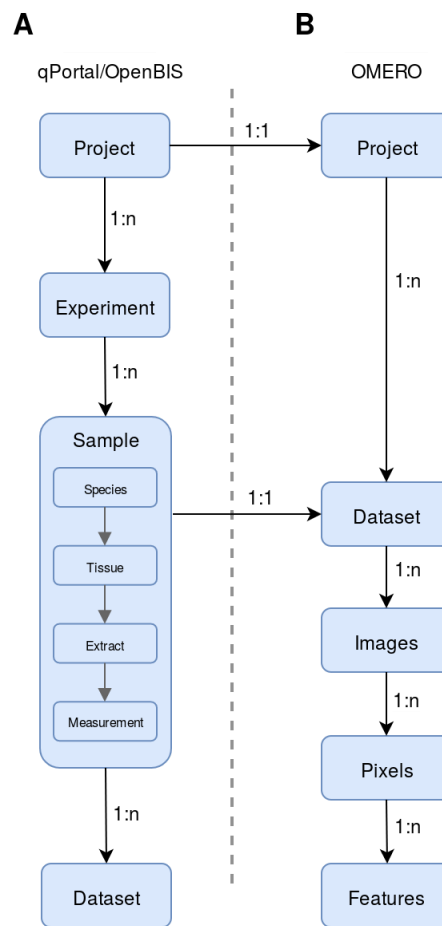 A
B
qPortal/OpenBIS
OMERO
Project
1:1
Project
1:n
1:n
Experiment
1:n
Sample
Species
1:1
Dataset
Tissue
1:n
Extract
Images
1:n
Measurement
Pixels
1:n
1:n
Dataset
Features